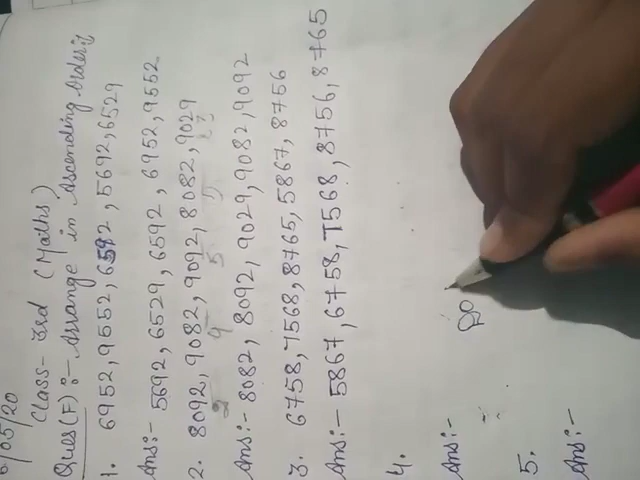 /05/20
Class- 3rd (Maths)
Ques(F):- Arrange in Ascending order:
1. 6952, 9552, 6592, 5692, 6529
Ans:- 5692, 6529, 6592, 6952, 9552
2. 8092, 9082, 9092, 8082, 9029
Ans:- 8082, 8092, 9029, 9082, 9092
3. 6758, 7568, 8765, 5867, 8756
Ans:- 5867, 6758, 7568, 8756, 8765
4.
Ans:-
5.
Ans:-